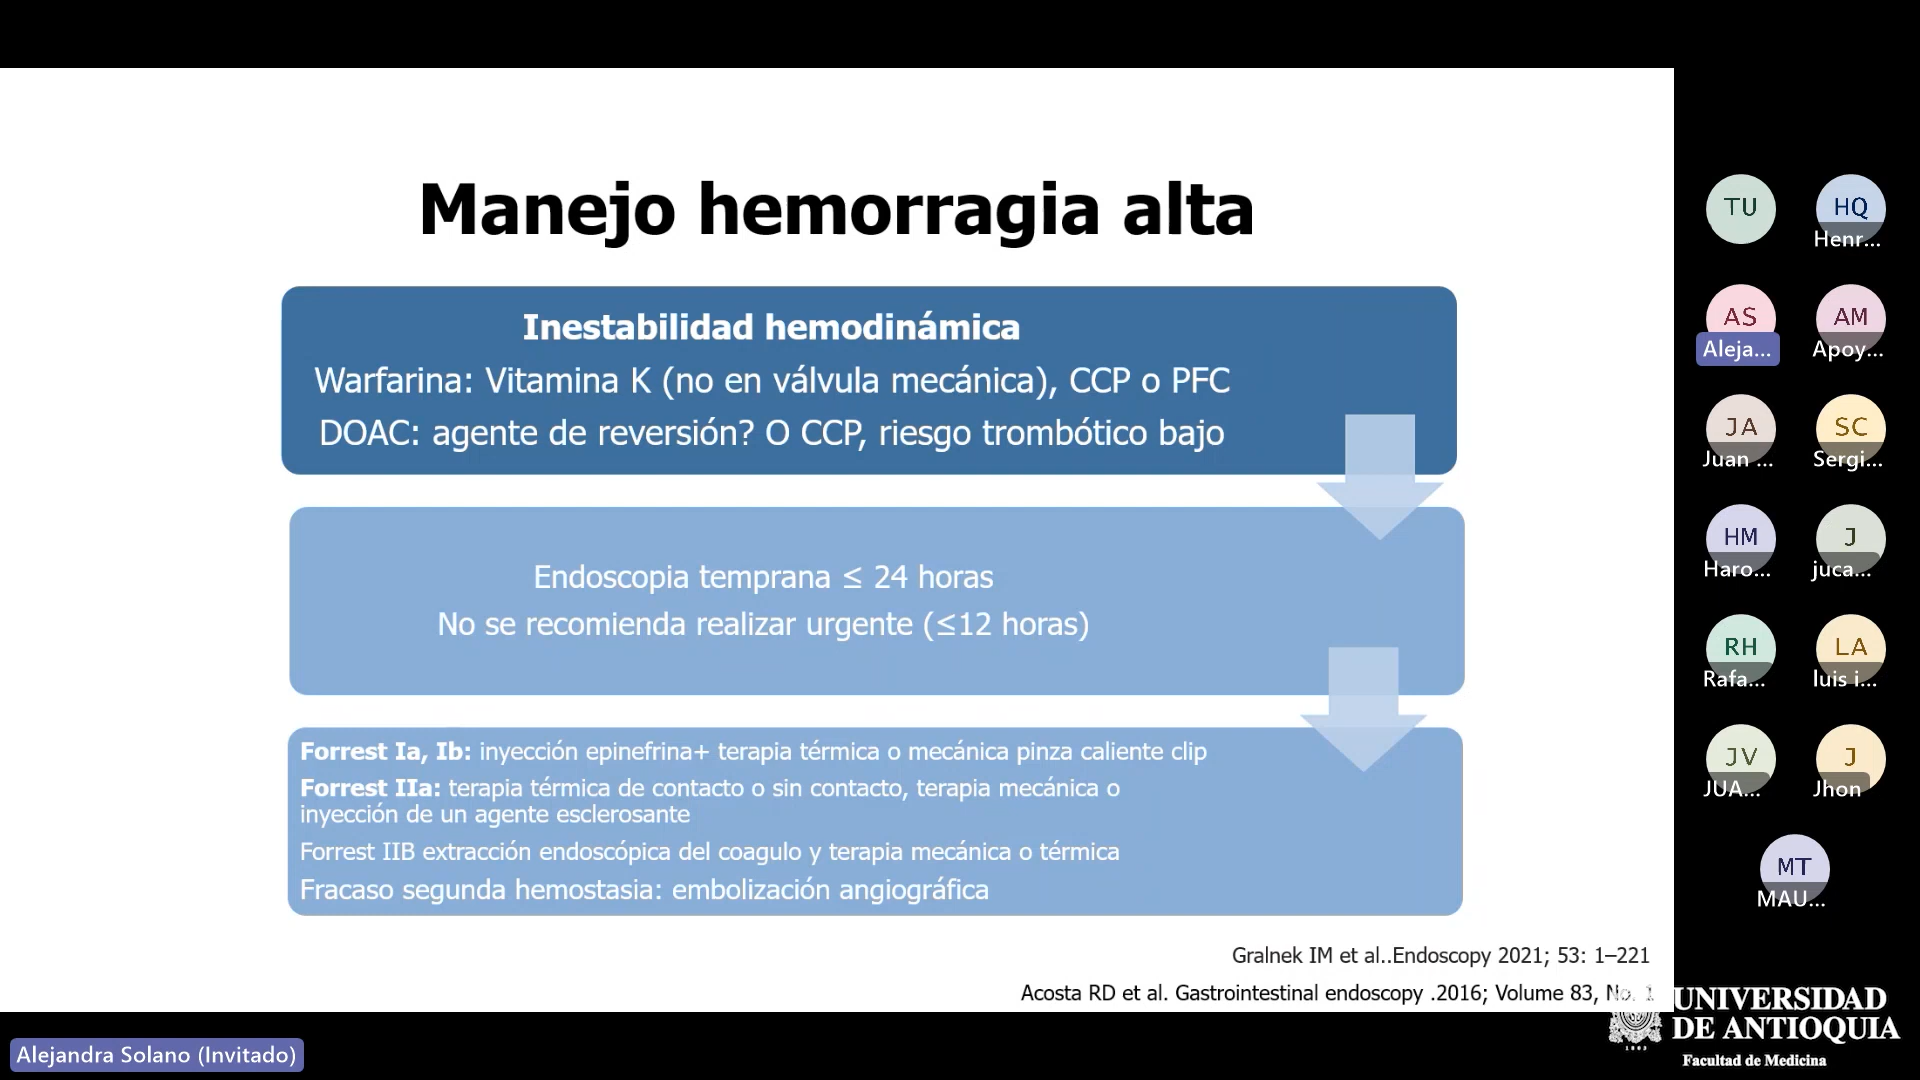 Manejo hemorragia alta
Inestabilidad hemodinámica
Warfarina: Vitamina K (no en válvula mecánica), CCP o PFC
DOAC: agente de reversión? O CCP, riesgo trombótico bajo
Endoscopia temprana ≤ 24 horas
No se recomienda realizar urgente (≤12 horas)
Forrest Ia, Ib: inyección epinefrina+ terapia térmica o mecánica pinza caliente clip
Forrest IIa: terapia térmica de contacto o sin contacto, terapia mecánica o
inyección de un agente esclerosante
Forrest IIB extracción endoscópica del coagulo y terapia mecánica o térmica
Fracaso segunda hemostasia: embolización angiográfica
Gralnek IM et al..Endoscopy 2021; 53: 1–221
Acosta RD et al. Gastrointestinal endoscopy .2016; Volume 83, No. 1
TU
HQ
Henr...
AS
Aleja...
AM
Apoy...
JA
Juan ...
SC
Sergi...
HM
Haro...
J
juca...
RH
Rafa...
LA
luis i...
JV
JUA...
J
Jhon
MT
MAU...
UNIVERSIDAD
DE ANTIOQUIA
1803
Facultad de Medicina
Alejandra Solano (Invitado)